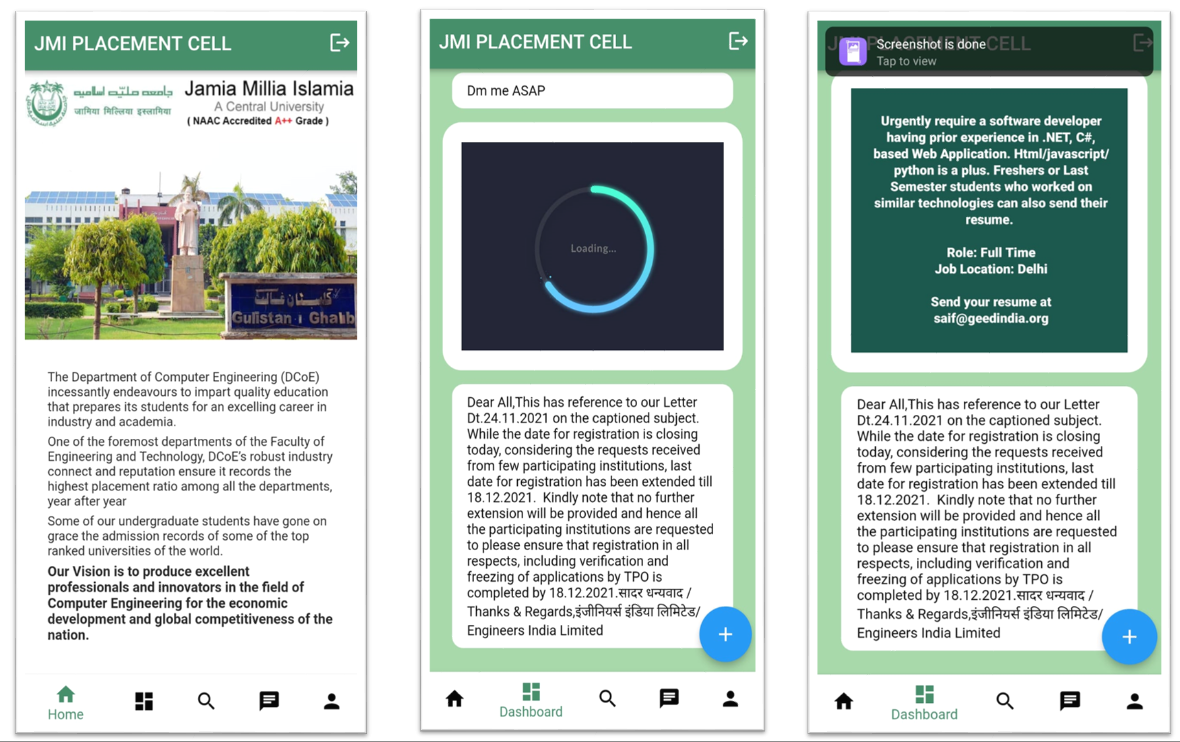 JMI PLACEMENT CELL
جامعہ ملیہ اسلامیہ
जामिया मिल्लिया इस्लामिया
Jamia Millia Islamia
A Central University
( NAAC Accredited A++ Grade )
گلستان غالب
Gulistan i Ghalib
The Department of Computer Engineering (DCoE)
incessantly endeavours to impart quality education
that prepares its students for an excelling career in
industry and academia.
One of the foremost departments of the Faculty of
Engineering and Technology, DCoE's robust industry
connect and reputation ensure it records the
highest placement ratio among all the departments,
year after year
Some of our undergraduate students have gone on
grace the admission records of some of the top
ranked universities of the world.
Our Vision is to produce excellent
professionals and innovators in the field of
Computer Engineering for the economic
development and global competitiveness of the
nation.
Home
JMI PLACEMENT CELL
Dm me ASAP
Loading...
Dear All,This has reference to our Letter
Dt.24.11.2021 on the captioned subject.
While the date for registration is closing
today, considering the requests received
from few participating institutions, last
date for registration has been extended till
18.12.2021.  Kindly note that no further
extension will be provided and hence all
the participating institutions are requested
to please ensure that registration in all
respects, including verification and
freezing of applications by TPO is
completed by 18.12.2021.सादर धन्यवाद /
Thanks & Regards,इंजीनियर्स इंडिया लिमिटेड/
Engineers India Limited
+
Dashboard
Screenshot is done
Tap to view
Urgently require a software developer
having prior experience in .NET, C#,
based Web Application. Html/javascript/
python is a plus. Freshers or Last
Semester students who worked on
similar technologies can also send their
resume.
Role: Full Time
Job Location: Delhi
Send your resume at
saif@geedindia.org
Dear All,This has reference to our Letter
Dt.24.11.2021 on the captioned subject.
While the date for registration is closing
today, considering the requests received
from few participating institutions, last
date for registration has been extended till
18.12.2021.  Kindly note that no further
extension will be provided and hence all
the participating institutions are requested
to please ensure that registration in all
respects, including verification and
freezing of applications by TPO is
completed by 18.12.2021.सादर धन्यवाद /
Thanks & Regards,इंजीनियर्स इंडिया लिमिटेड/
Engineers India Limited
+
Dashboard